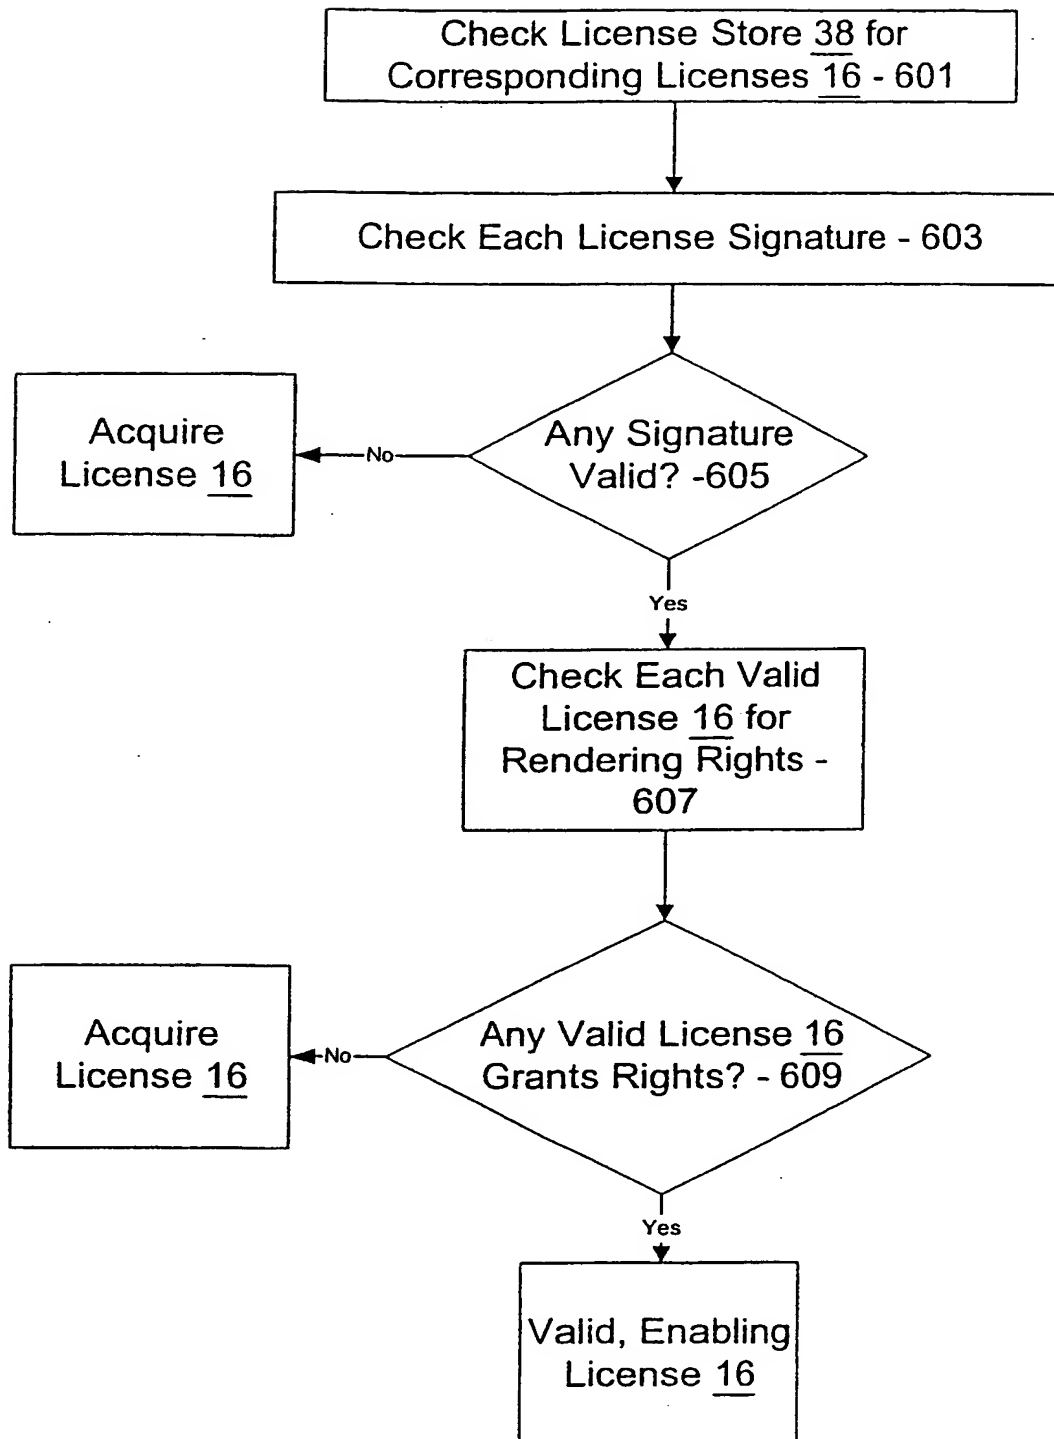 Check License Store 38 for
Corresponding Licenses 16 - 601
Check Each License Signature - 603
Any Signature
Valid? -605
No
Acquire
License 16
Yes
Check Each Valid
License 16 for
Rendering Rights -
607
Any Valid License 16
Grants Rights? - 609
No
Acquire
License 16
Yes
Valid, Enabling
License 16